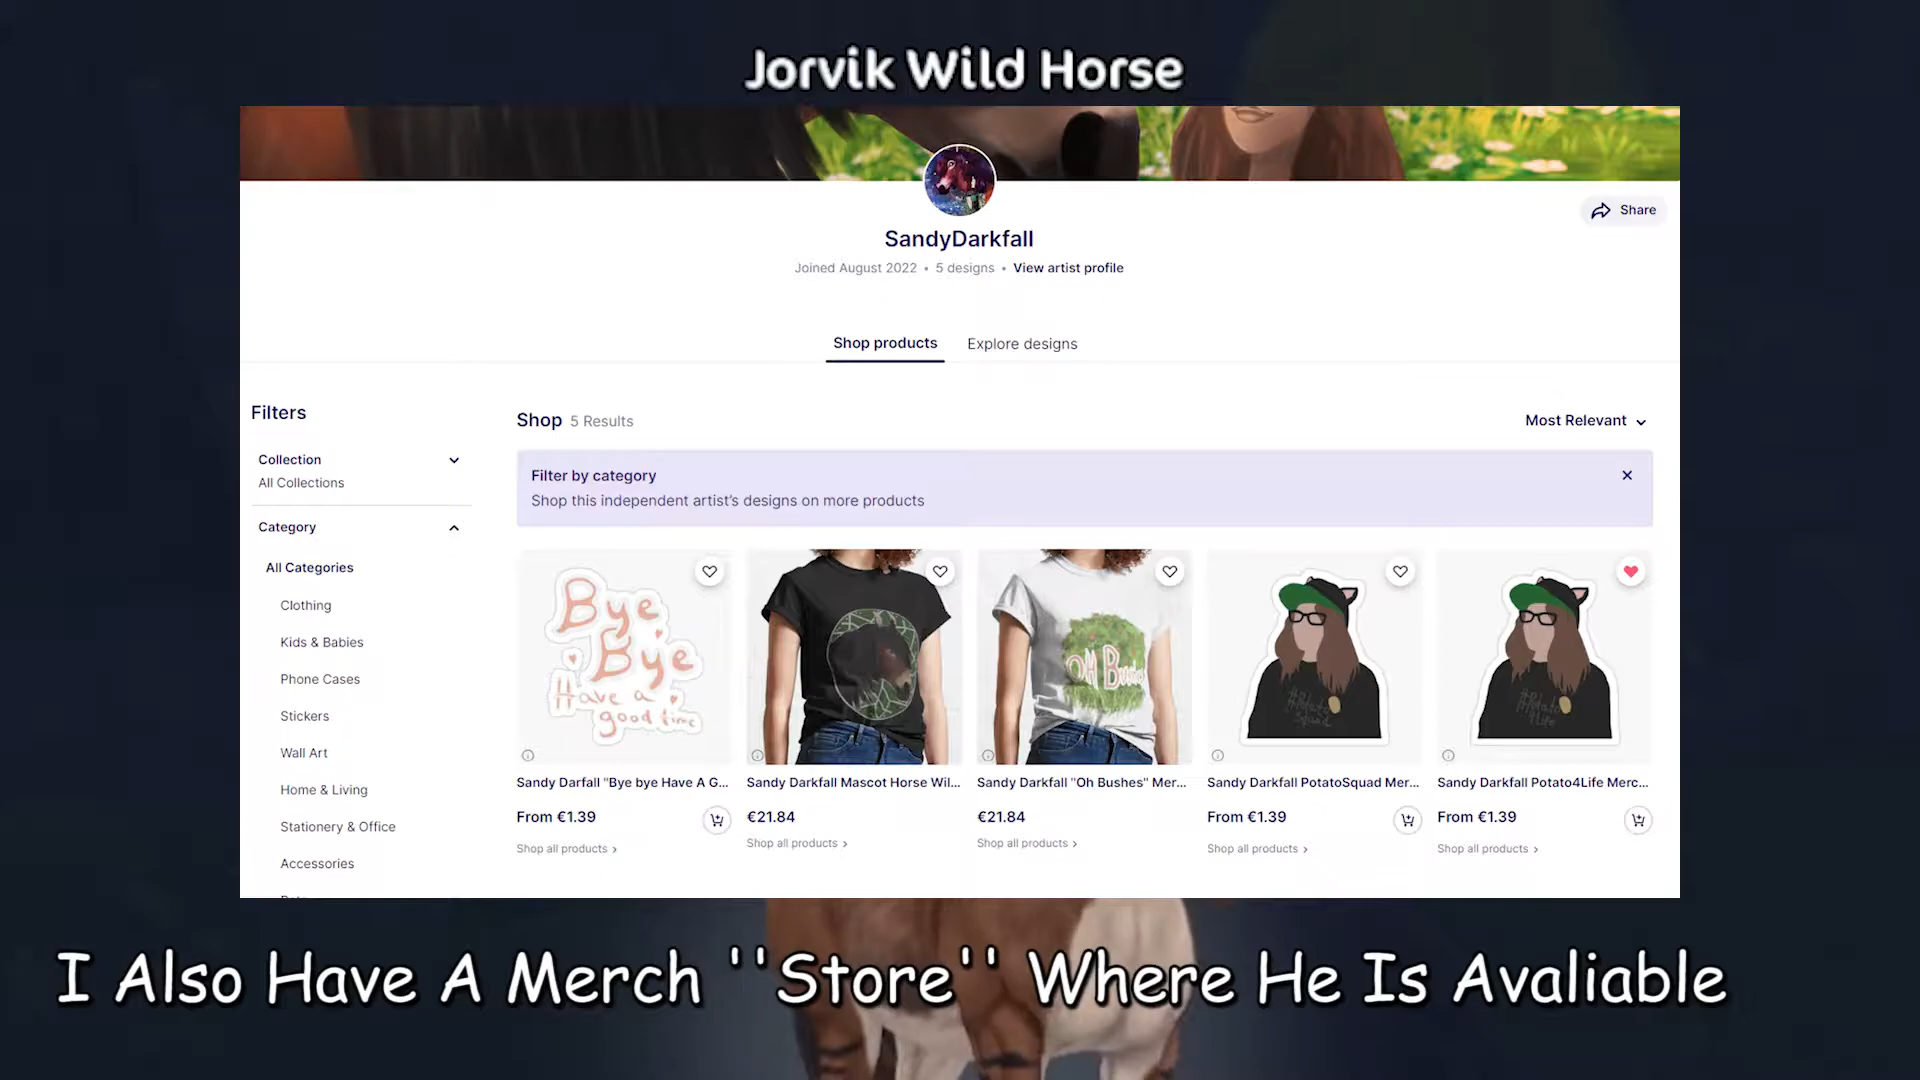 Jorvik Wild Horse
Share
SandyDarkfall
Joined August 2022 • 5 designs • View artist profile
Shop products
Explore designs
Filters
Collection
All Collections
Category
All Categories
Clothing
Kids & Babies
Phone Cases
Stickers
Wall Art
Home & Living
Stationery & Office
Accessories
Shop 5 Results
Most Relevant
Filter by category
Shop this independent artist's designs on more products
Bye
Bye
Have a
good time
Oh Bushes
#Potato
Squad
#Potato
4Life
Sandy Darfall "Bye bye Have A G...
From €1.39
Shop all products
Sandy Darkfall Mascot Horse Wil...
€21.84
Shop all products
Sandy Darkfall "Oh Bushes" Mer...
€21.84
Shop all products
Sandy Darkfall PotatoSquad Mer...
From €1.39
Shop all products
Sandy Darkfall Potato4Life Merc...
From €1.39
Shop all products
I Also Have A Merch ''Store'' Where He Is Avaliable